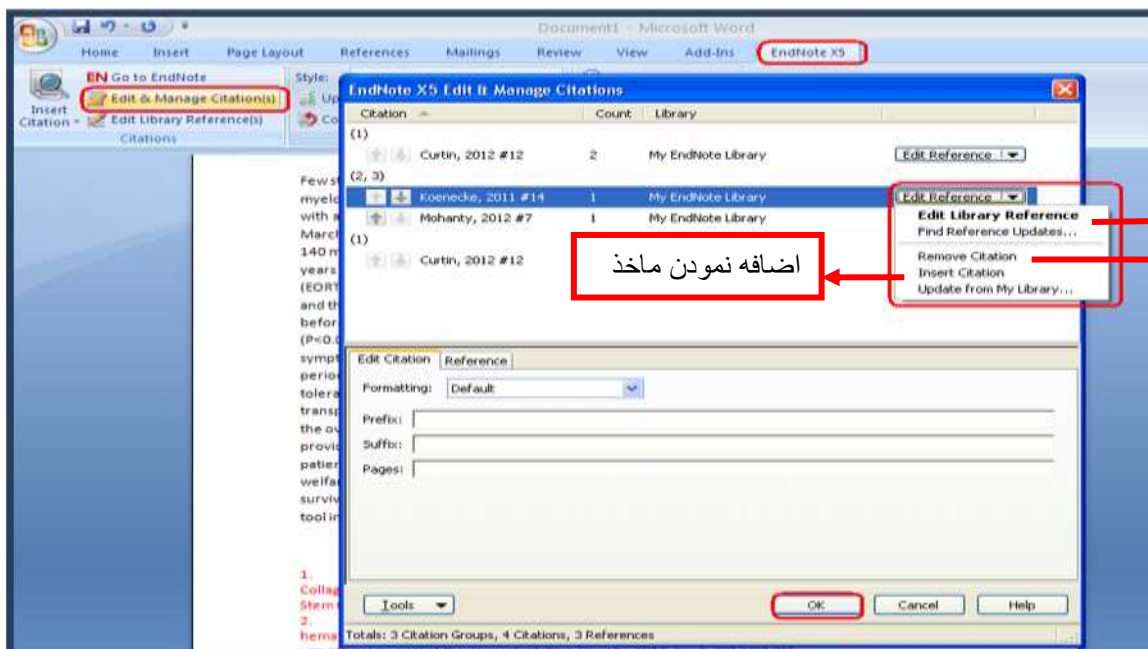 Document1 - Microsoft Word
Home Insert Page Layout References Mailings Review View Add-Ins EndNote X5
EN Go to EndNote
Style:
Insert Citation
Edit & Manage Citation(s)
Up
Edit Library Reference(s)
Co
Citations
EndNote X5 Edit & Manage Citations
Citation Count Library
(1)
Curtin, 2012 #12 2 My EndNote Library Edit Reference
(2, 3)
Koenecke, 2011 #14 1 My EndNote Library Edit Reference
Mohanty, 2012 #7 1 My EndNote Library
(1)
Curtin, 2012 #12
Edit Library Reference
Find Reference Updates...
Remove Citation
Insert Citation
Update from My Library...
اضافه نمودن ماخذ
Edit Citation Reference
Formatting: Default
Prefix:
Suffix:
Pages:
Tools OK Cancel Help
Totals: 3 Citation Groups, 4 Citations, 3 References
Few s
myelo
with a
March
140 m
years
(EORT
and th
befor
(P<0.0
sympt
perio
tolera
transp
the ov
provis
patien
welfa
surviv
tool in
1.
Collag
Stem
2.
hema